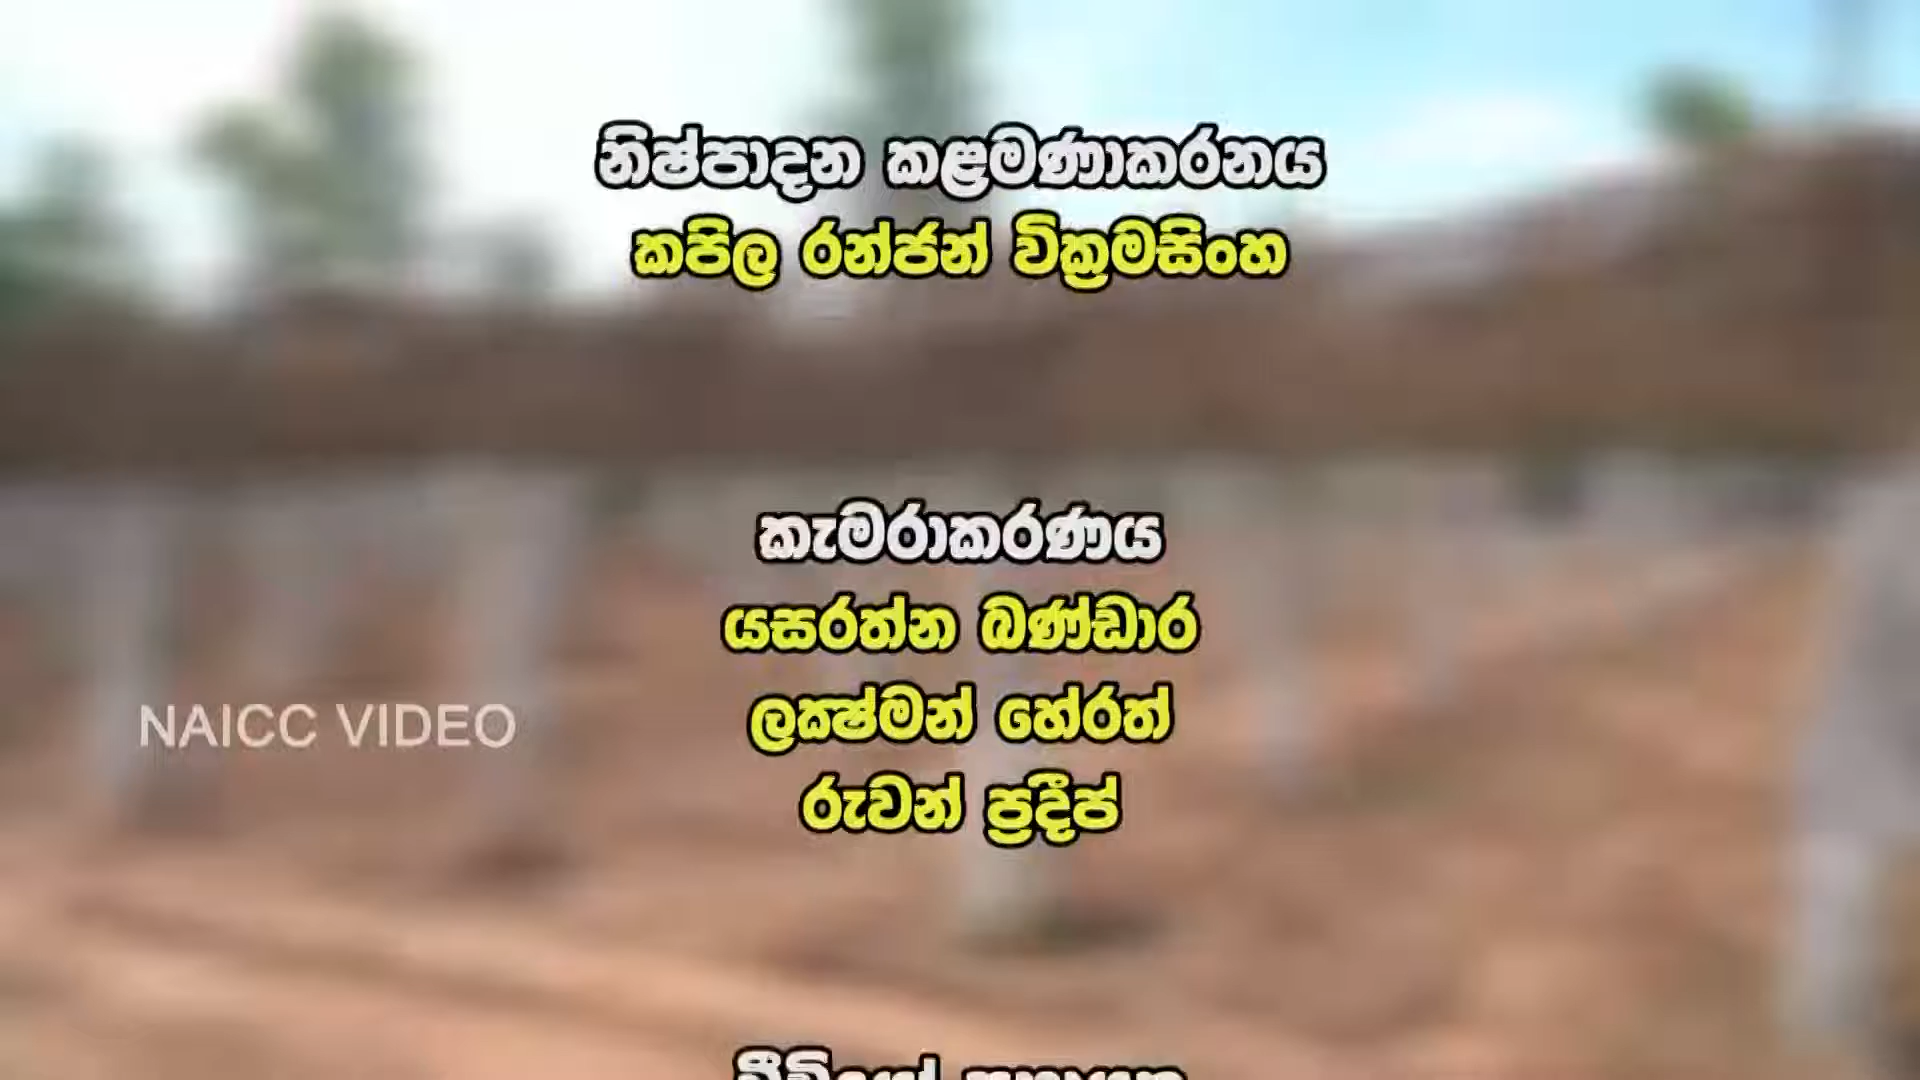 නිෂ්පාදන කළමණාකරනය
කපිල රන්ජන් වික්‍රමසිංහ
කැමරාකරණය
යසරත්න බණ්ඩාර
ලක්ෂ්මන් හේරත්
රුවන් ප්‍රදීප්
NAICC VIDEO